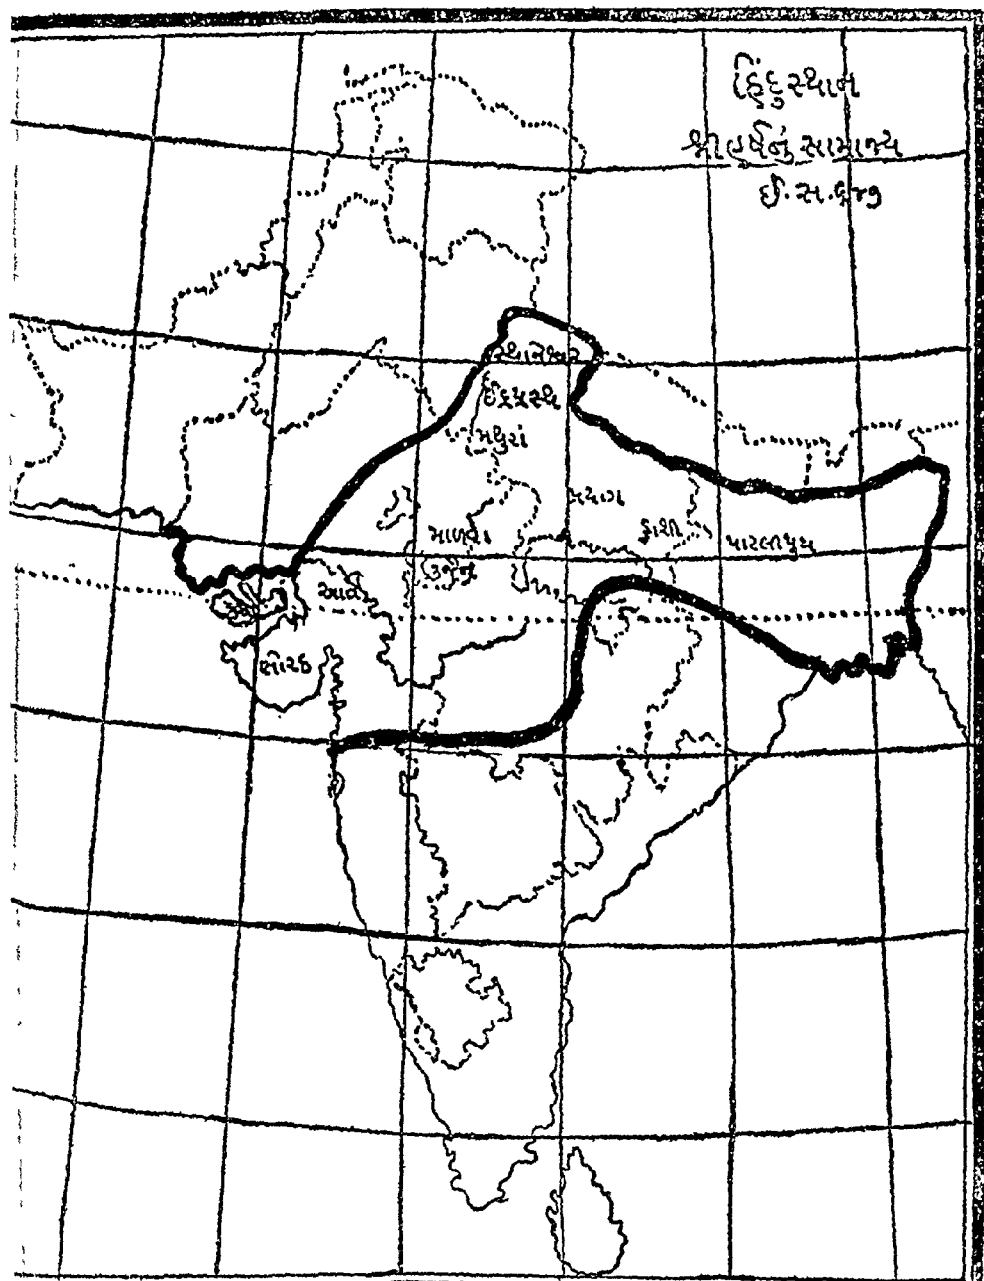 હિંદુસ્થાન
શ્રીહર્ષનું સામ્રાજ્ય
ઈ.સ.૬૪૭
સ્થાનેશ્વર
ઈંદ્રપ્રસ્થ
મથુરાં
પ્રયાગ
માળવા
કાશી
પાટલીપુત્ર
ઉજ્જૈન
આનર્ત
સોરઠ